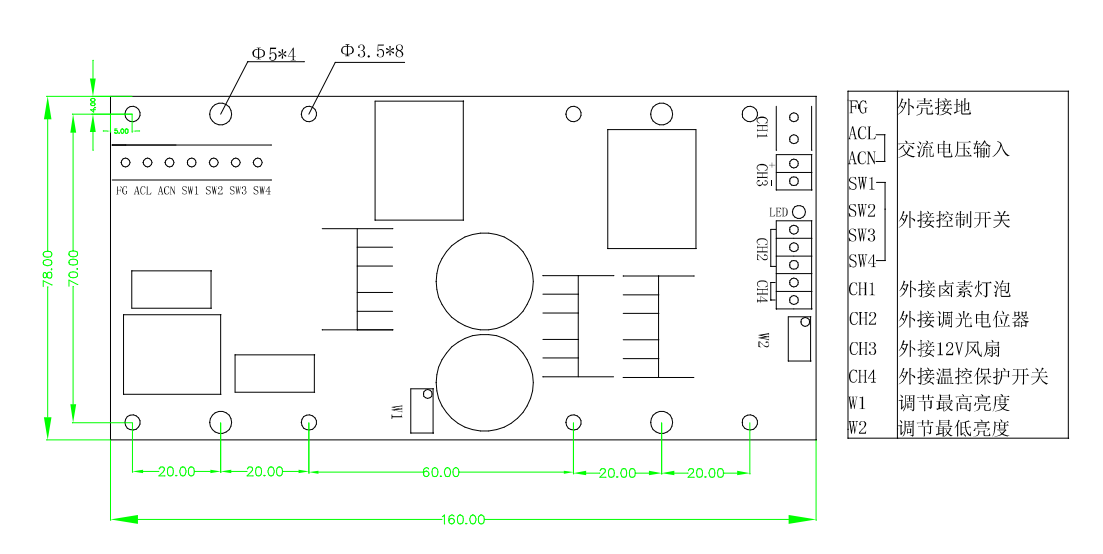 Φ5*4
Φ3.5*8
4.00
5.00
FG ACL ACN SW1 SW2 SW3 SW4
CH1
+
CH3
-
LED
CH2
CH4
W2
W1
78.00
70.00
20.00
20.00
60.00
20.00
20.00
160.00
FG 外壳接地
ACL
ACN
交流电压输入
SW1
SW2
SW3
SW4
外接控制开关
CH1 外接卤素灯泡
CH2 外接调光电位器
CH3 外接12V风扇
CH4 外接温控保护开关
W1 调节最高亮度
W2 调节最低亮度